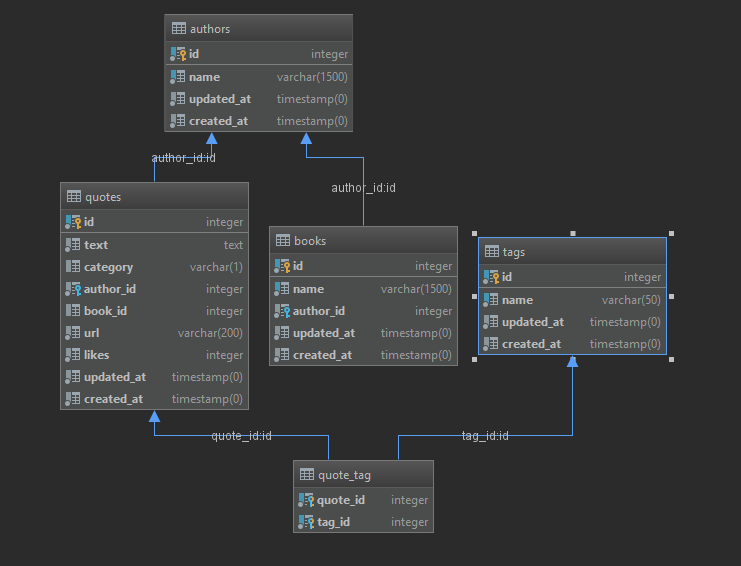 authors
id integer
name varchar(1500)
updated_at timestamp(0)
created_at timestamp(0)
author_id:id
author_id:id
quotes
id integer
text text
category varchar(1)
author_id integer
book_id integer
url varchar(200)
likes integer
updated_at timestamp(0)
created_at timestamp(0)
books
id integer
name varchar(1500)
author_id integer
updated_at timestamp(0)
created_at timestamp(0)
tags
id integer
name varchar(50)
updated_at timestamp(0)
created_at timestamp(0)
quote_id:id
tag_id:id
quote_tag
quote_id integer
tag_id integer